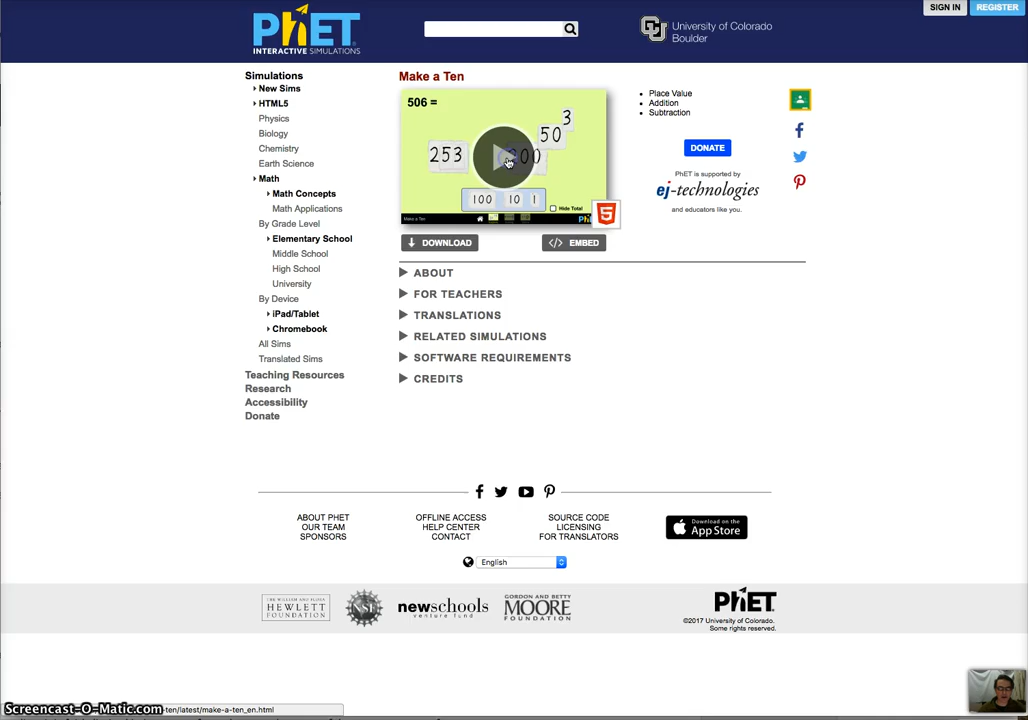 SIGN IN
REGISTER
PhET
INTERACTIVE SIMULATIONS
University of Colorado
Boulder
Simulations
New Sims
HTML5
Physics
Biology
Chemistry
Earth Science
Math
Math Concepts
Math Applications
By Grade Level
Elementary School
Middle School
High School
University
By Device
iPad/Tablet
Chromebook
All Sims
Translated Sims
Teaching Resources
Research
Accessibility
Donate
Make a Ten
506 =
3
50
253
200
100 10 1
Hide Total
Make a Ten
5
DOWNLOAD
</> EMBED
Place Value
Addition
Subtraction
DONATE
PhET is supported by
ej-technologies
and educators like you.
ABOUT
FOR TEACHERS
TRANSLATIONS
RELATED SIMULATIONS
SOFTWARE REQUIREMENTS
CREDITS
ABOUT PHET
OUR TEAM
SPONSORS
OFFLINE ACCESS
HELP CENTER
CONTACT
SOURCE CODE
LICENSING
FOR TRANSLATORS
Download on the
App Store
English
HEWLETT
FOUNDATION
NSF
newschools
venture fund
GORDON AND BETTY
MOORE
FOUNDATION
PhET
©2017 University of Colorado.
Some rights reserved.
Screencast-O-Matic.com
-ten/latest/make-a-ten_en.html